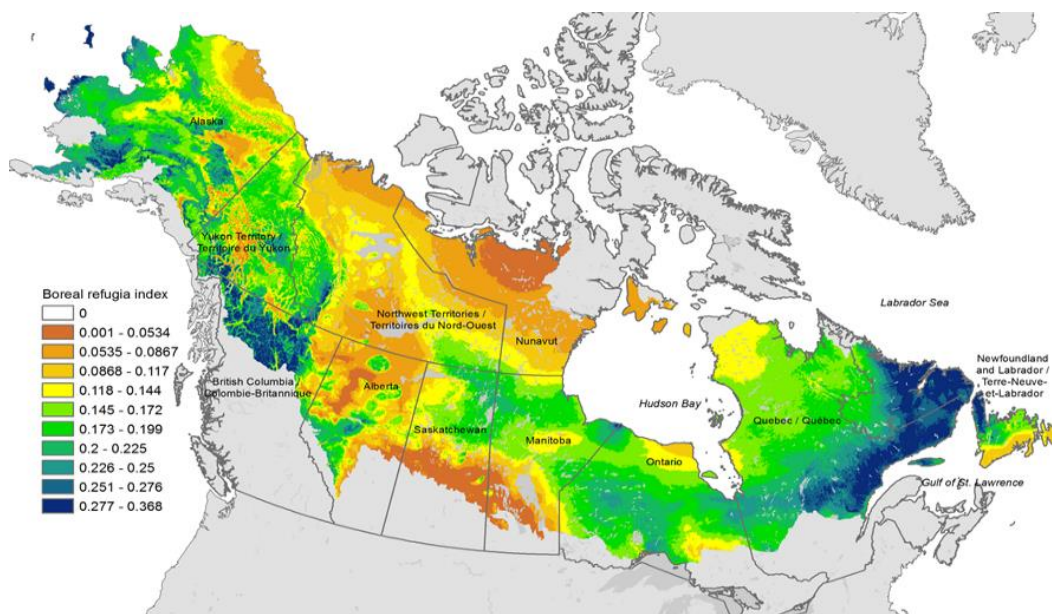 Alaska
Yukon Territory /
Territoire du Yukon
Boreal refugia index
0
0.001 - 0.0534
0.0535 - 0.0867
0.0868 - 0.117
0.118 - 0.144
0.145 - 0.172
0.173 - 0.199
0.2 - 0.225
0.226 - 0.25
0.251 - 0.276
0.277 - 0.368
Northwest Territories /
Territoires du Nord-Ouest
Nunavut
British Columbia /
Colombie-Britannique
Alberta
Saskatchewan
Manitoba
Hudson Bay
Ontario
Quebec / Québec
Labrador Sea
Newfoundland
and Labrador /
Terre-Neuve-
et-Labrador
Gulf of St. Lawrence